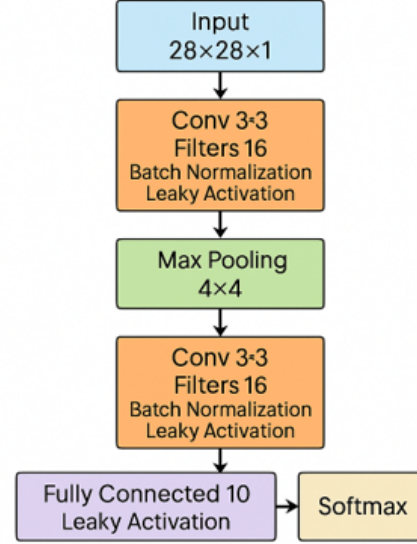 Input
28×28×1
Conv 3×3
Filters 16
Batch Normalization
Leaky Activation
Max Pooling
4×4
Conv 3×3
Filters 16
Batch Normalization
Leaky Activation
Fully Connected 10
Leaky Activation
Softmax